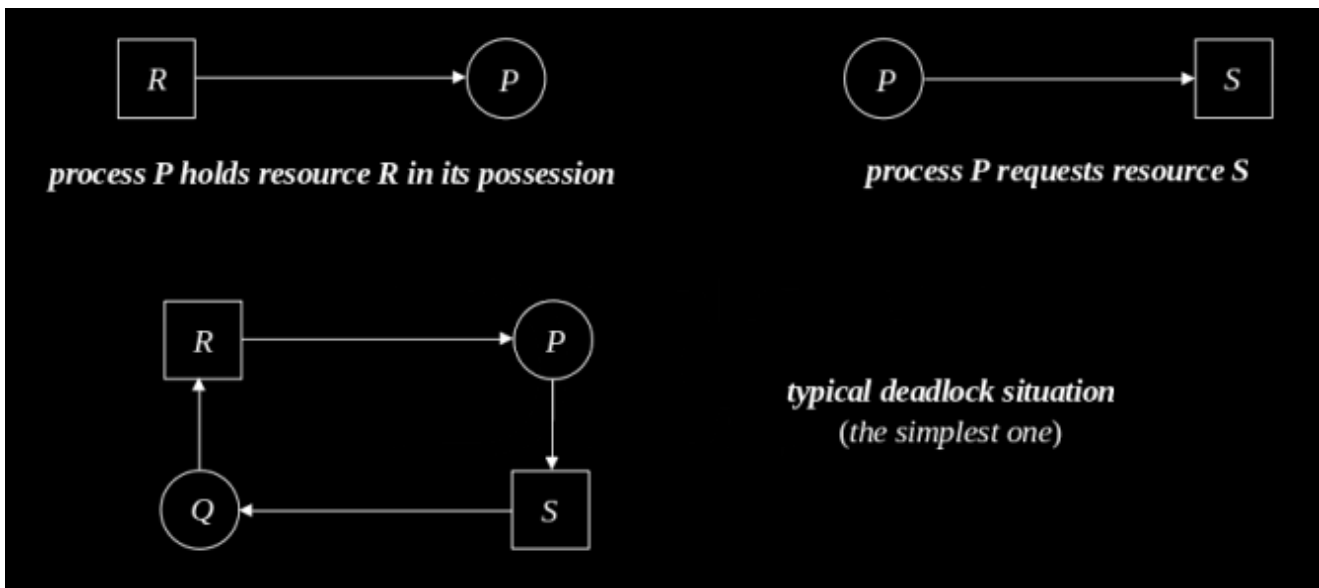 R
P
P
S
process P holds resource R in its possession
process P requests resource S
R
P
typical deadlock situation
(the simplest one)
Q
S